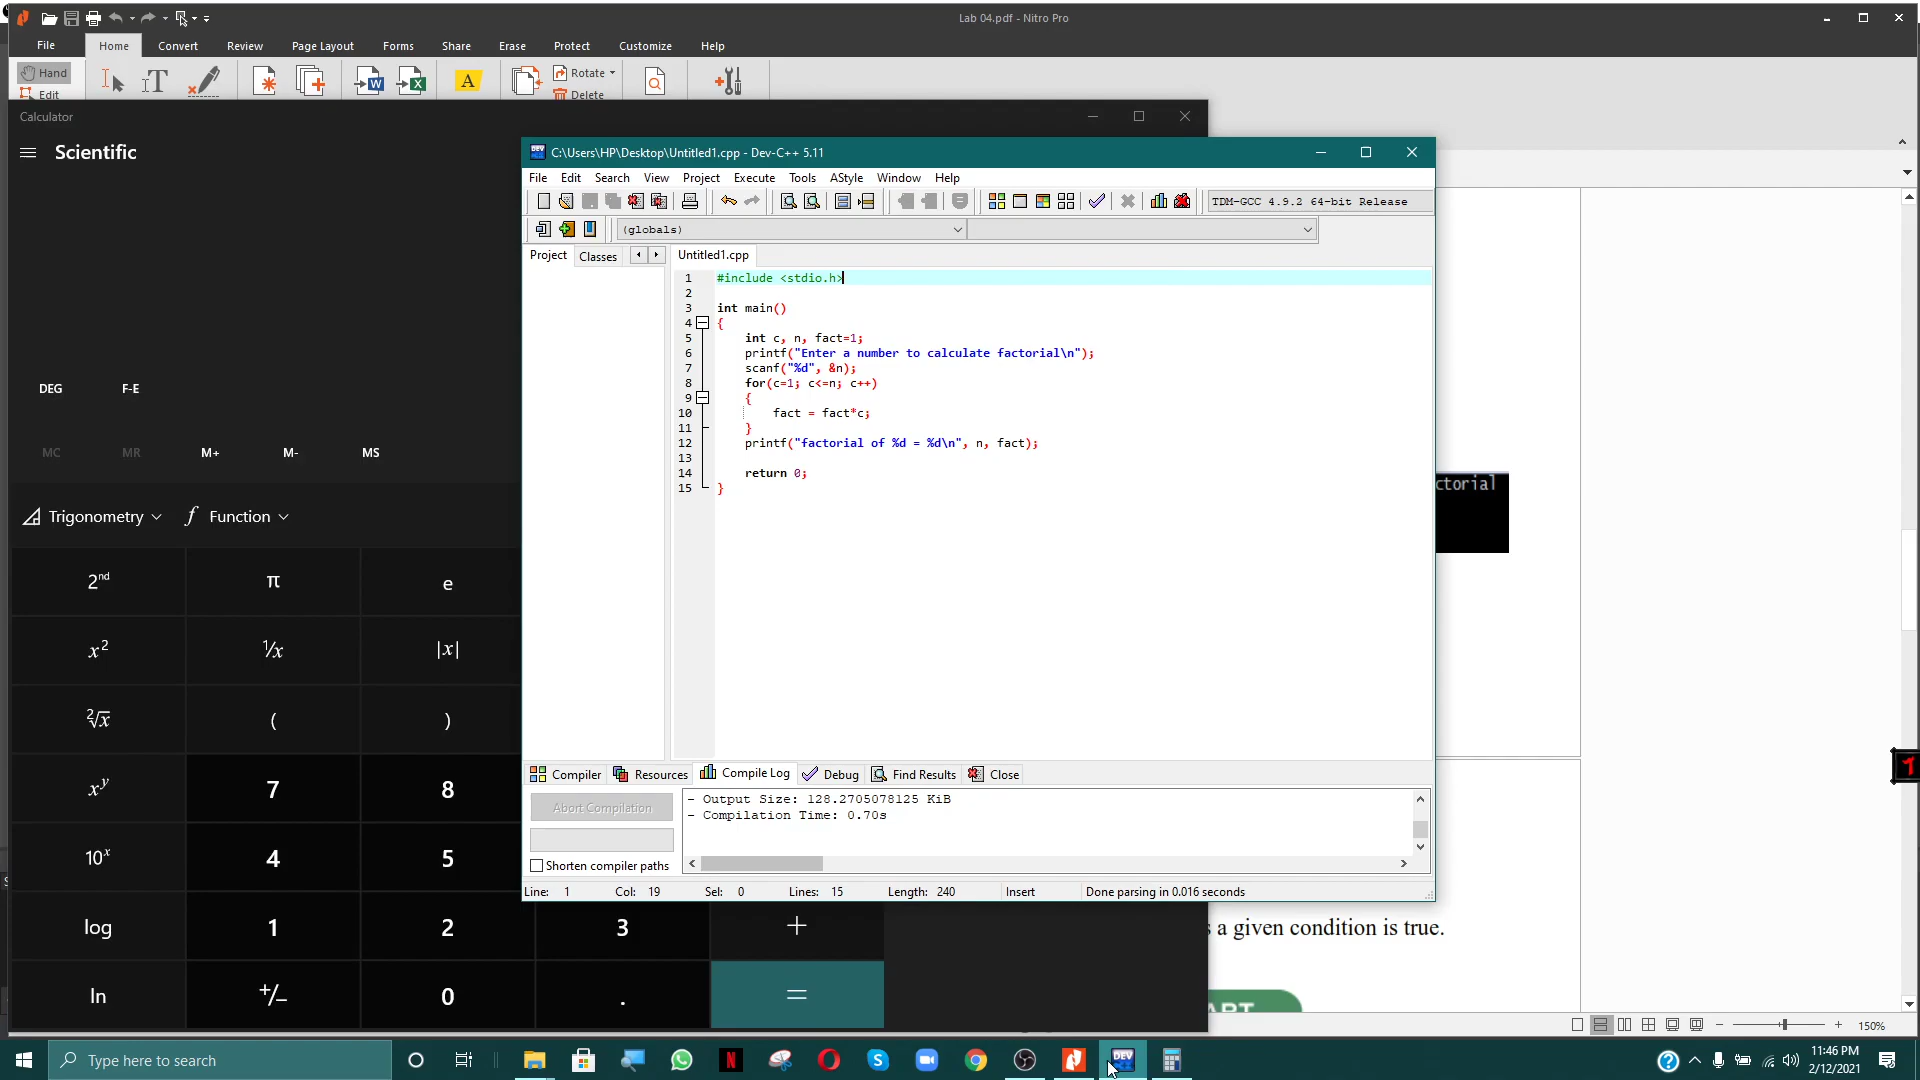 Lab 04.pdf - Nitro Pro
File Home Convert Review Page Layout Forms Share Erase Protect Customize Help
Hand
Edit
Rotate
Delete
Calculator
Scientific
DEG F-E
MC MR M+ M- MS
Trigonometry f Function
2nd π e
x2 1/x |x|
2√x ( )
xy 7 8
10x 4 5
log 1 2 3 +
ln +/- 0 . =
C:\Users\HP\Desktop\Untitled1.cpp - Dev-C++ 5.11
File Edit Search View Project Execute Tools AStyle Window Help
TDM-GCC 4.9.2 64-bit Release
(globals)
Project Classes Untitled1.cpp
1 #include <stdio.h>
2
3 int main()
4 {
5 int c, n, fact=1;
6 printf("Enter a number to calculate factorial\n");
7 scanf("%d", &n);
8 for(c=1; c<=n; c++)
9 {
10 fact = fact*c;
11 }
12 printf("factorial of %d = %d\n", n, fact);
13
14 return 0;
15 }
Compiler Resources Compile Log Debug Find Results Close
Abort Compilation
Shorten compiler paths
- Output Size: 128.2705078125 KiB
- Compilation Time: 0.70s
Line: 1 Col: 19 Sel: 0 Lines: 15 Length: 240 Insert Done parsing in 0.016 seconds
ctorial
a given condition is true.
150%
Type here to search
11:46 PM
2/12/2021